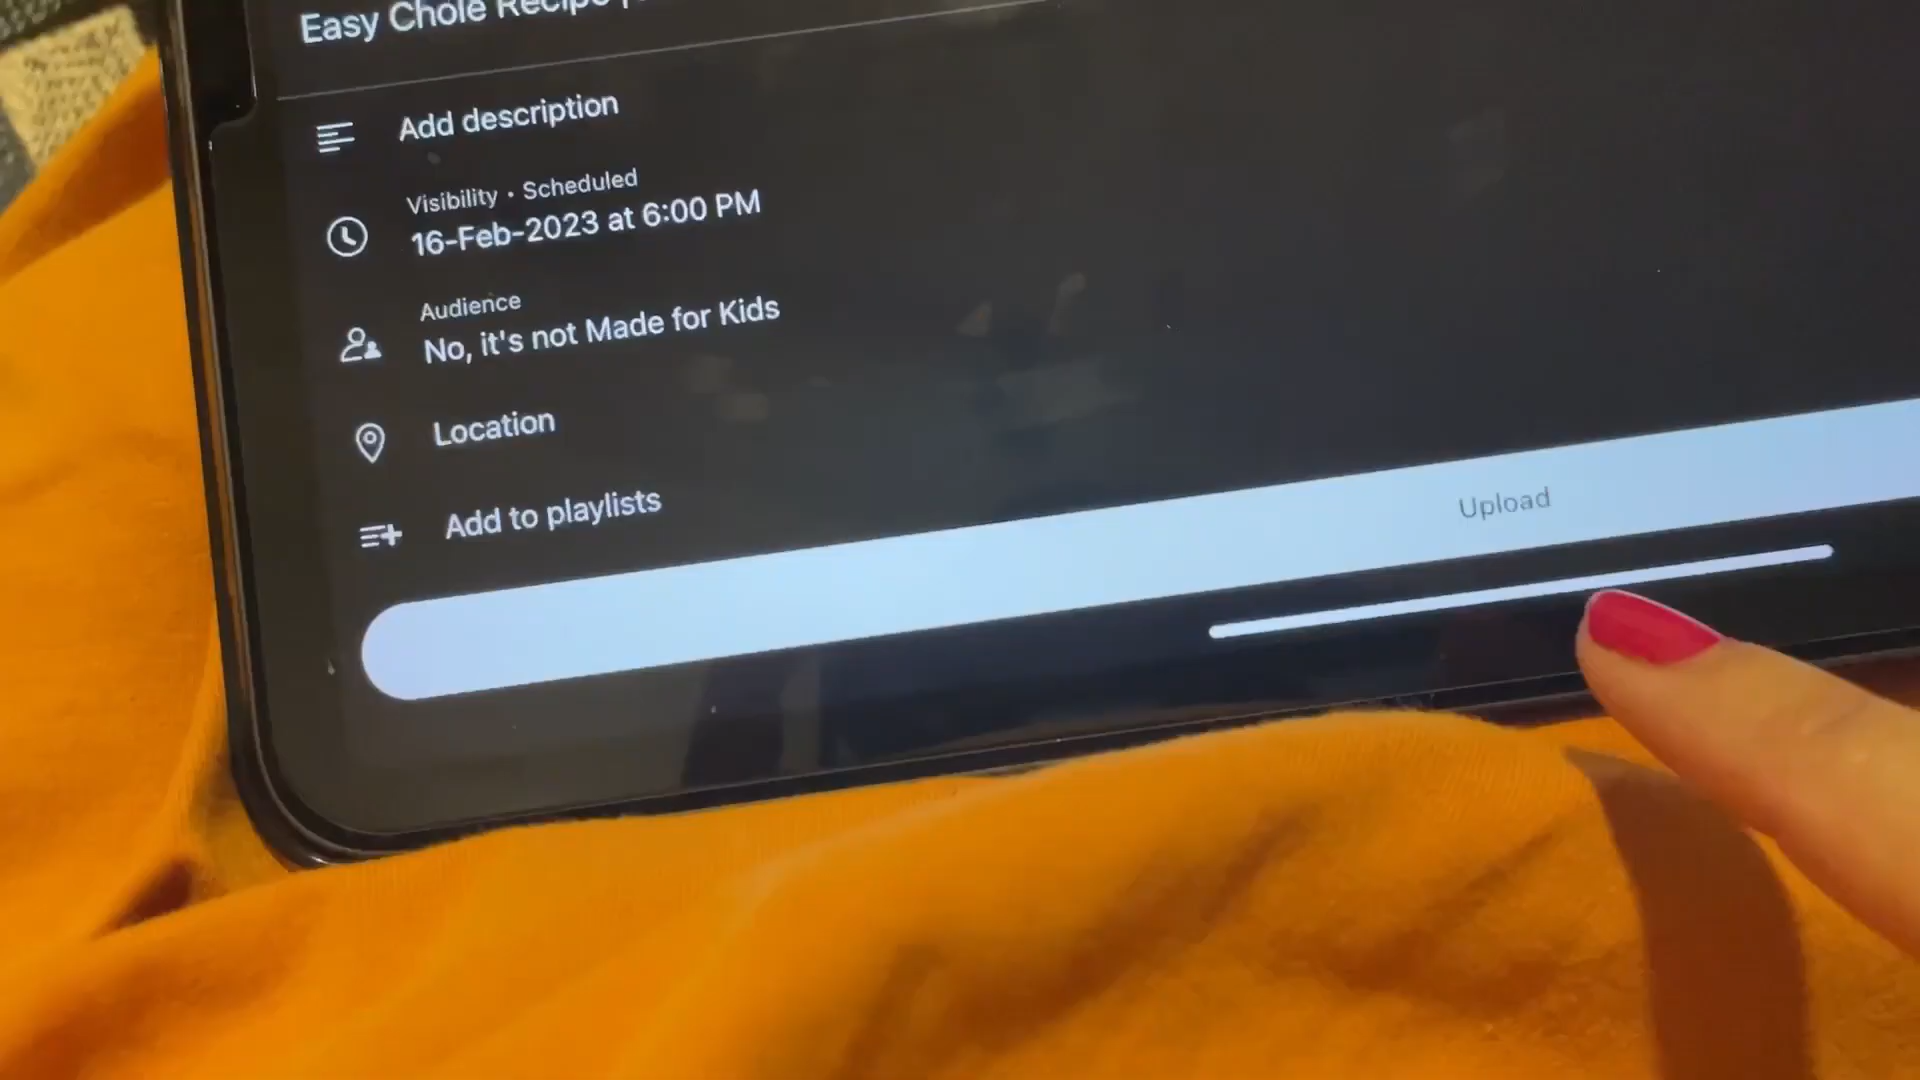 Easy Chole Recipe
Add description
Visibility • Scheduled
16-Feb-2023 at 6:00 PM
Audience
No, it's not Made for Kids
Location
Add to playlists
Upload